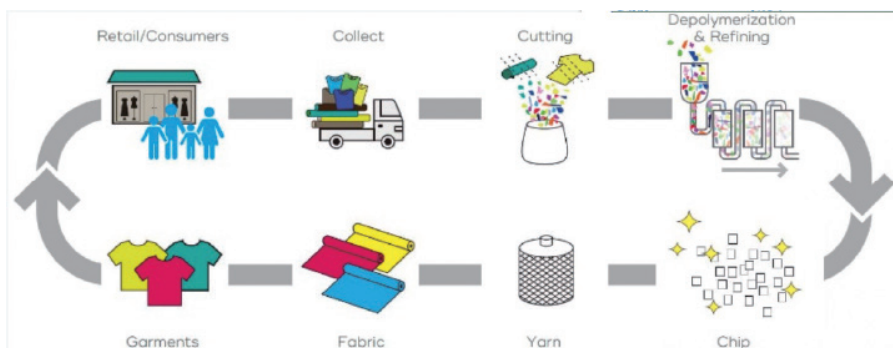 Retail/Consumers
Collect
Cutting
Depolymerization
& Refining
Garments
Fabric
Yarn
Chip